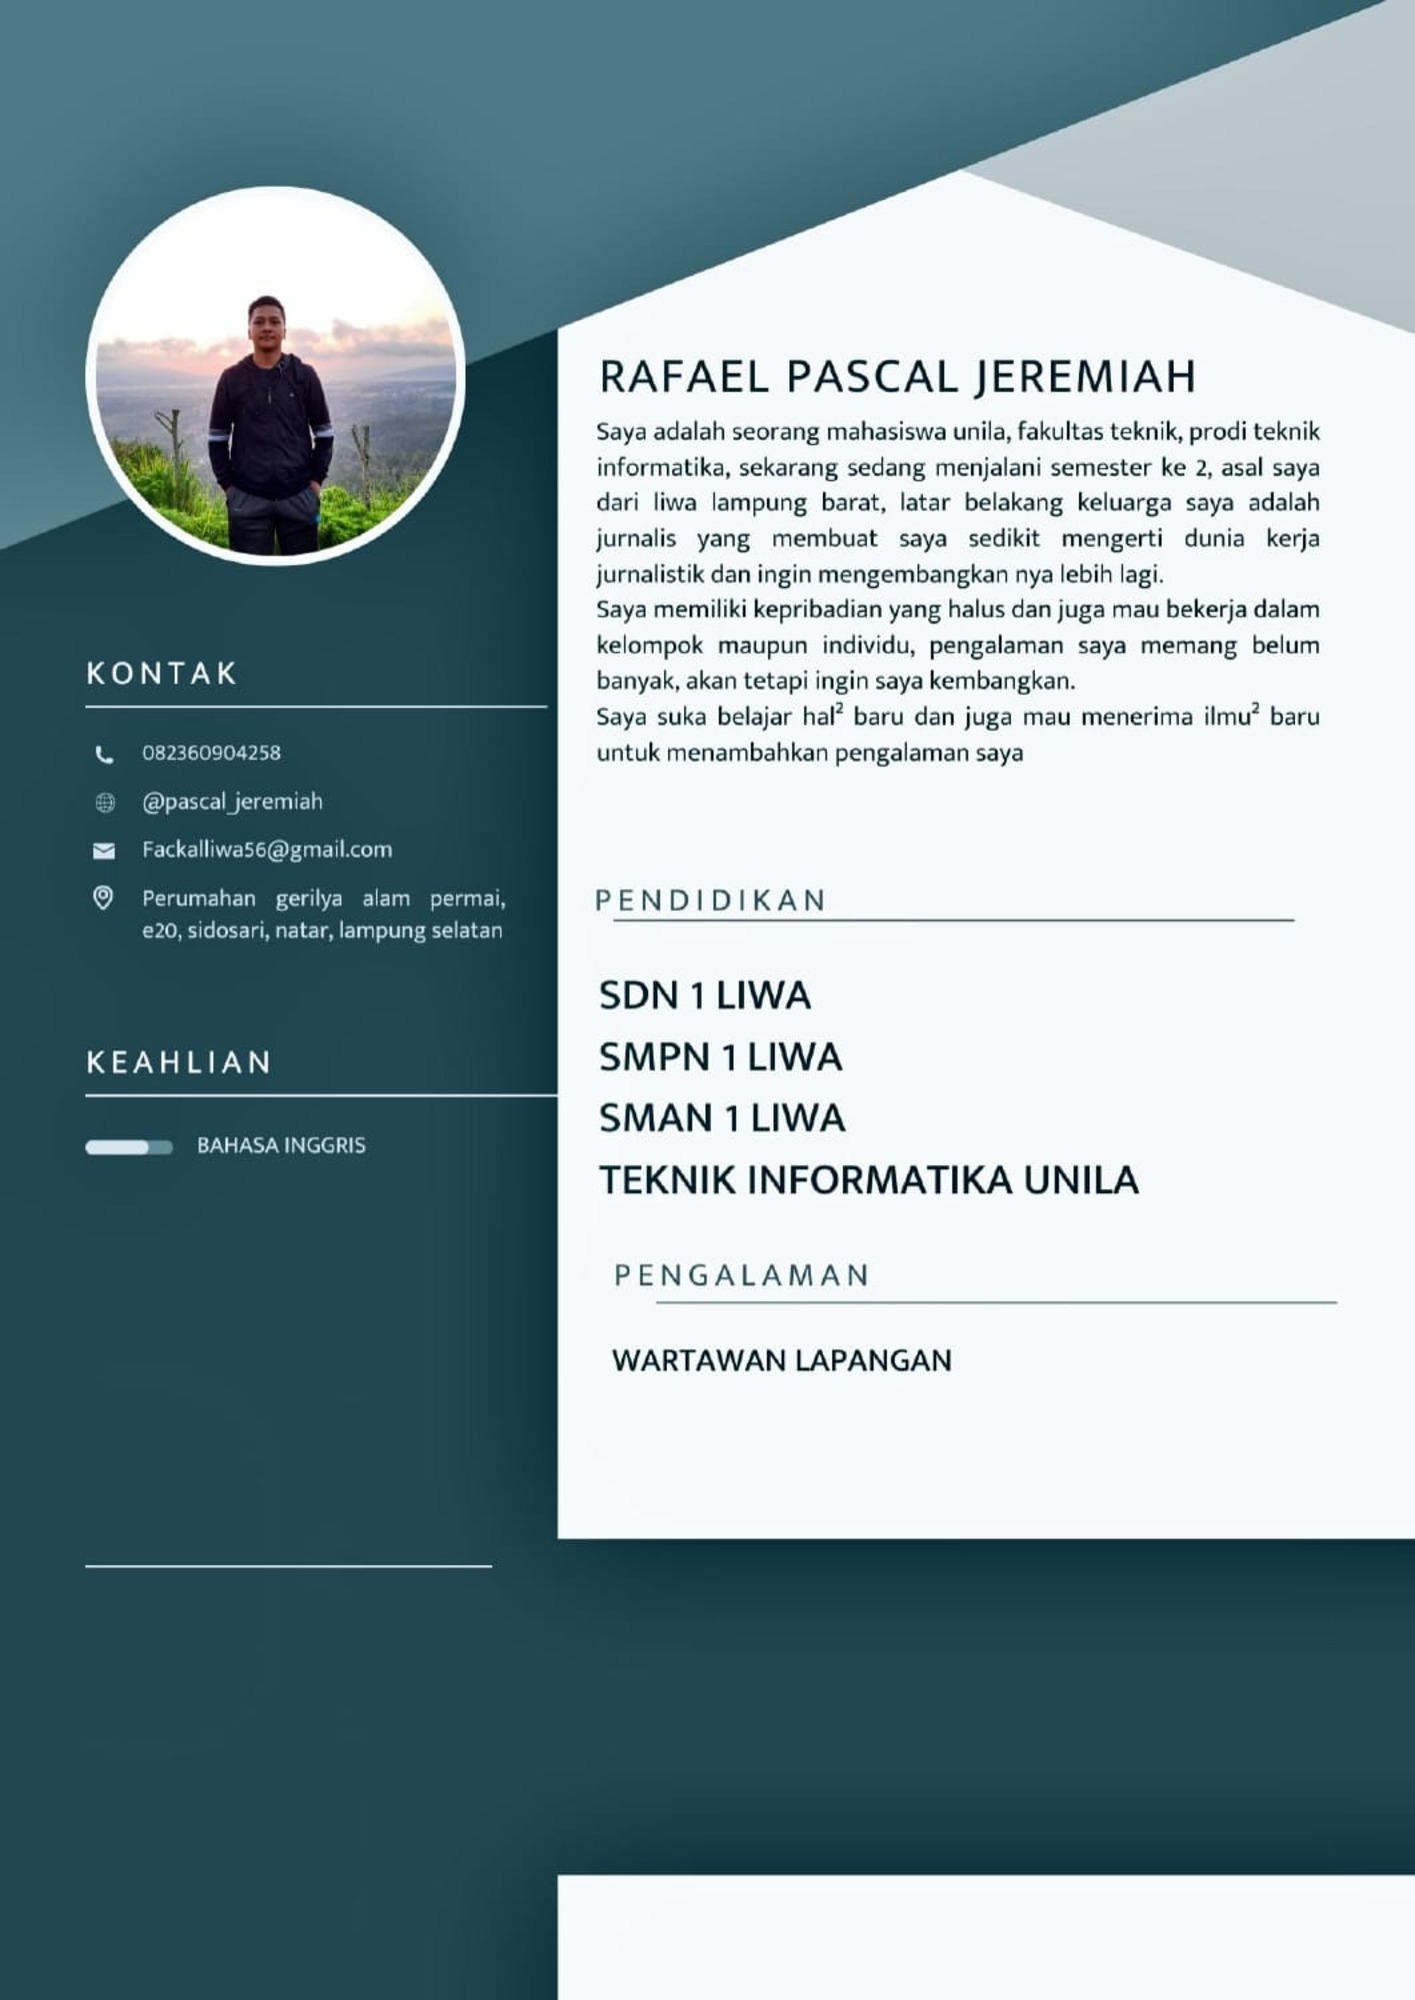 RAFAEL PASCAL JEREMIAH
Saya adalah seorang mahasiswa unila, fakultas teknik, prodi teknik
informatika, sekarang sedang menjalani semester ke 2, asal saya
dari liwa lampung barat, latar belakang keluarga saya adalah
jurnalis yang membuat saya sedikit mengerti dunia kerja
jurnalistik dan ingin mengembangkan nya lebih lagi.
Saya memiliki kepribadian yang halus dan juga mau bekerja dalam
kelompok maupun individu, pengalaman saya memang belum
banyak, akan tetapi ingin saya kembangkan.
Saya suka belajar hal² baru dan juga mau menerima ilmu² baru
untuk menambahkan pengalaman saya
KONTAK
082360904258
@pascal_jeremiah
Fackalliwa56@gmail.com
Perumahan gerilya alam permai,
e20, sidosari, natar, lampung selatan
KEAHLIAN
BAHASA INGGRIS
PENDIDIKAN
SDN 1 LIWA
SMPN 1 LIWA
SMAN 1 LIWA
TEKNIK INFORMATIKA UNILA
PENGALAMAN
WARTAWAN LAPANGAN